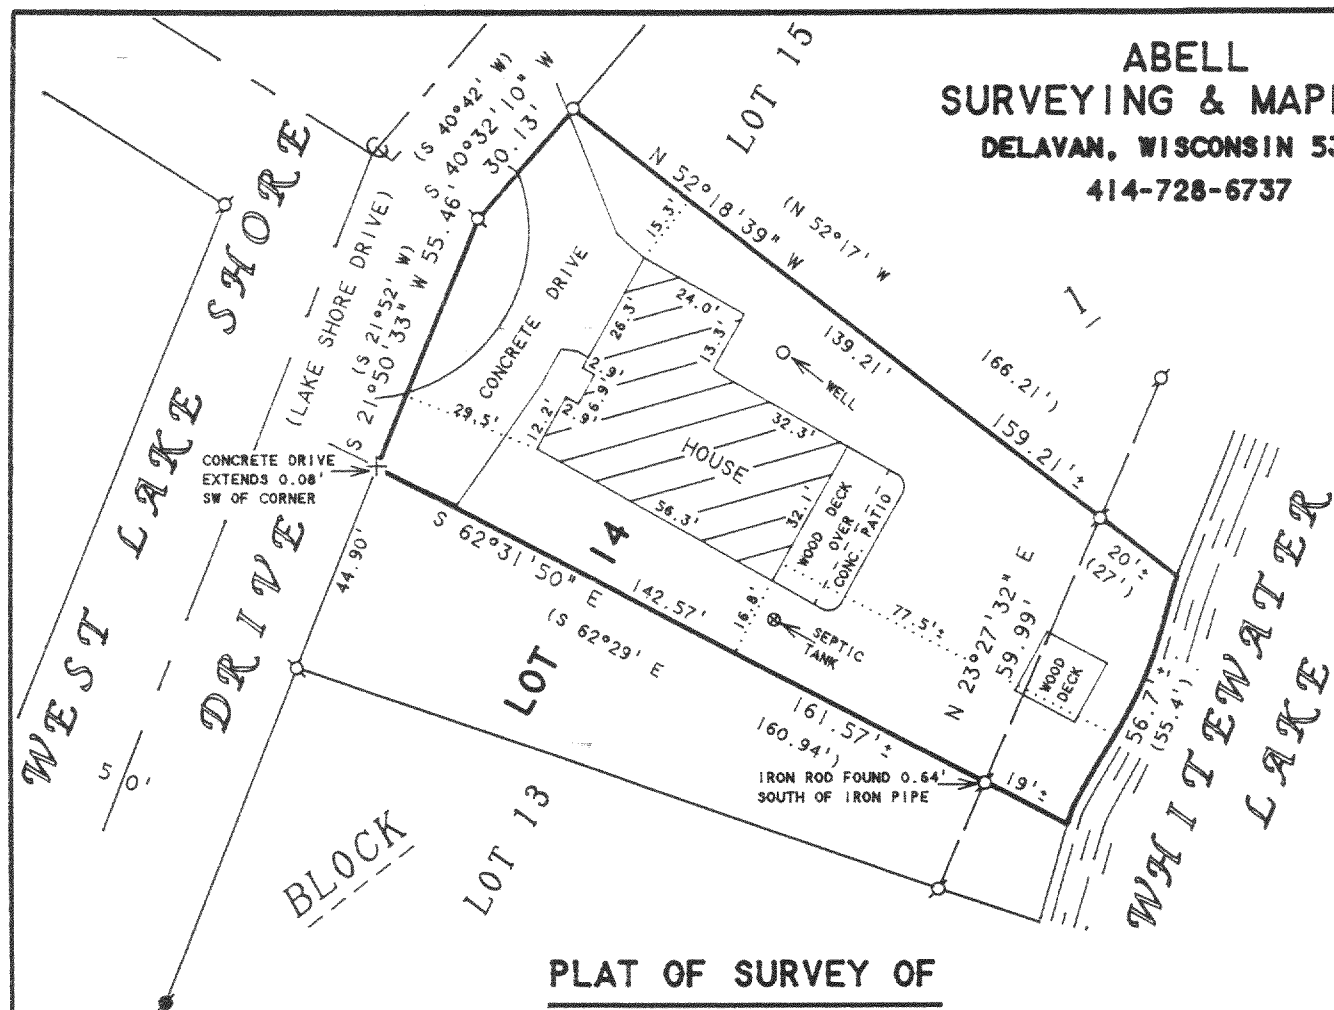 ABELL
SURVEYING & MAPPI
DELAVAN, WISCONSIN 53
414-728-6737
LOT 15
(S 40°42' W)
S 40°32'10" W
30.13'
N 52°18'39" W
(N 52°17' W
139.21'
166.21')
159.21'±
20'±
(27')
WEST LAKE SHORE
DRIVE
(LAKE SHORE DRIVE)
(S 21°52' W)
S 21°50'33" W 55.46'
CONCRETE DRIVE
15.3'
24.0'
26.3'
13.3'
2.9'
6.9'
2.9'
12.2'
29.5'
WELL
32.3'
HOUSE
56.3'
32.1'
WOOD DECK
OVER
CONC. PATIO
CONCRETE DRIVE
EXTENDS 0.08'
SW OF CORNER
44.90'
S 62°31'50" E
142.57'
(S 62°29' E
161.57'±
160.94')
16.8'
SEPTIC
TANK
77.5'±
N 23°27'32" E
59.99'
WOOD
DECK
56.7'±
(55.4')
WHITEWATER
LAKE
LOT 14
50'
IRON ROD FOUND 0.64'
SOUTH OF IRON PIPE
19'±
BLOCK
1
LOT 13
PLAT OF SURVEY OF